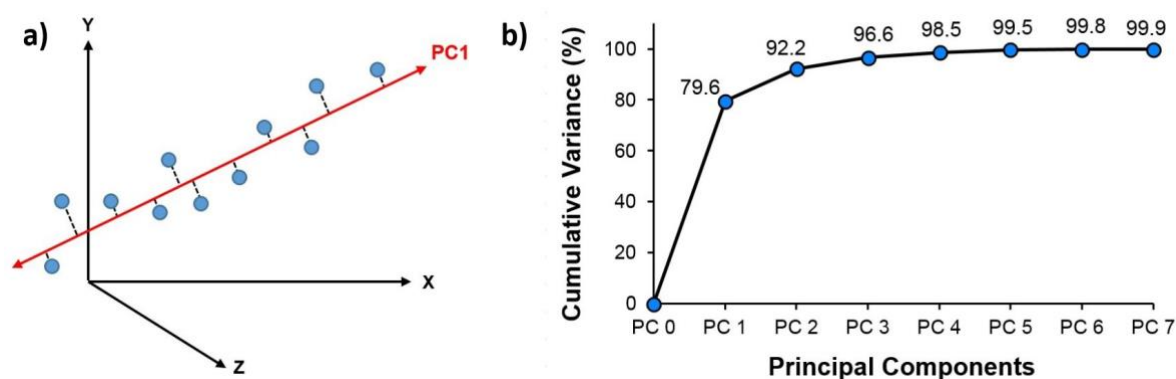 a)
Y
PC1
X
Z
b)
Cumulative Variance (%)
100
80
60
40
20
0
79.6
92.2
96.6
98.5
99.5
99.8
99.9
PC 0
PC 1
PC 2
PC 3
PC 4
PC 5
PC 6
PC 7
Principal Components